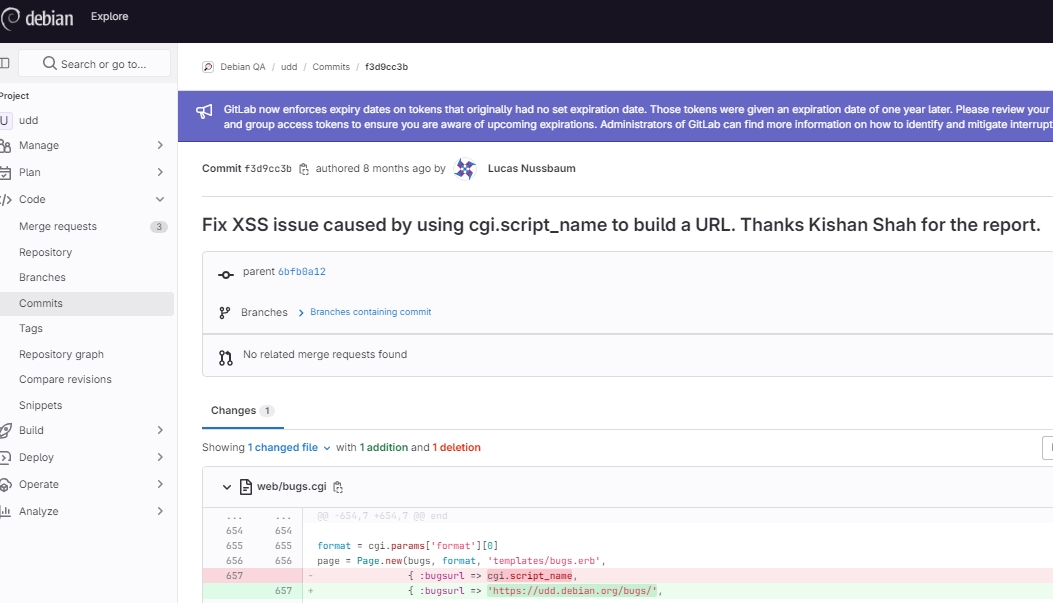 debian Explore
Search or go to...
Debian QA / udd / Commits / f3d9cc3b
Project
GitLab now enforces expiry dates on tokens that originally had no set expiration date. Those tokens were given an expiration date of one year later. Please review your
and group access tokens to ensure you are aware of upcoming expirations. Administrators of GitLab can find more information on how to identify and mitigate interrupt
U udd
Manage
Plan
Code
Merge requests 3
Repository
Branches
Commits
Tags
Repository graph
Compare revisions
Snippets
Build
Deploy
Operate
Analyze
Commit f3d9cc3b authored 8 months ago by Lucas Nussbaum
Fix XSS issue caused by using cgi.script_name to build a URL. Thanks Kishan Shah for the report.
parent 6bfb0a12
Branches > Branches containing commit
No related merge requests found
Changes 1
Showing 1 changed file with 1 addition and 1 deletion
web/bugs.cgi
... ... @@ -654,7 +654,7 @@ end
654 654
655 655 format = cgi.params['format'][0]
656 656 page = Page.new(bugs, format, 'templates/bugs.erb',
657 - { :bugsurl => cgi.script_name,
657 + { :bugsurl => 'https://udd.debian.org/bugs/',